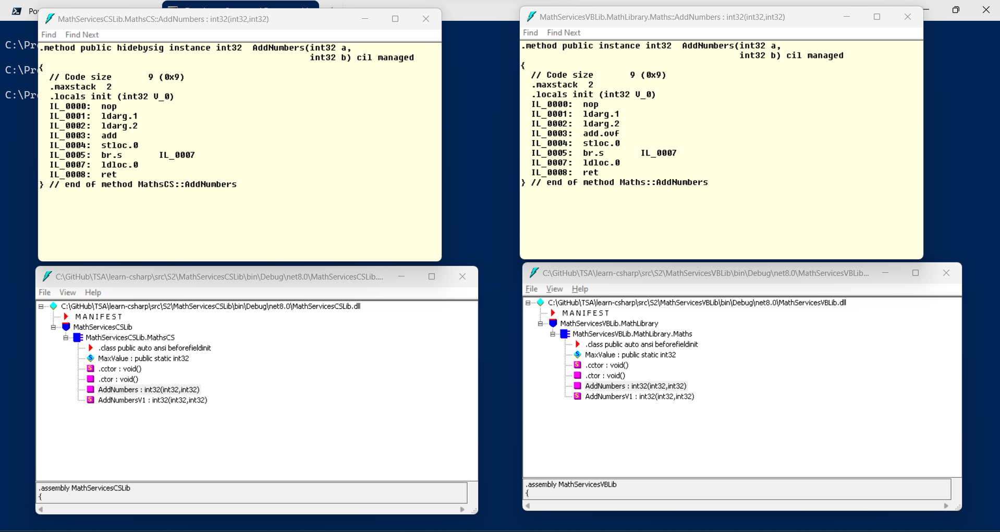 Po
C:\Pr
C:\Pr
C:\Pr
MathServicesCSLib.MathsCS::AddNumbers : int32(int32,int32)
Find Find Next
.method public hidebysig instance int32  AddNumbers(int32 a,
int32 b) cil managed
{
// Code size       9 (0x9)
.maxstack  2
.locals init (int32 V_0)
IL_0000:  nop
IL_0001:  ldarg.1
IL_0002:  ldarg.2
IL_0003:  add
IL_0004:  stloc.0
IL_0005:  br.s       IL_0007
IL_0007:  ldloc.0
IL_0008:  ret
} // end of method MathsCS::AddNumbers
MathServicesVBLib.MathLibrary.Maths::AddNumbers : int32(int32,int32)
Find Find Next
.method public instance int32  AddNumbers(int32 a,
int32 b) cil managed
{
// Code size       9 (0x9)
.maxstack  2
.locals init (int32 V_0)
IL_0000:  nop
IL_0001:  ldarg.1
IL_0002:  ldarg.2
IL_0003:  add.ovf
IL_0004:  stloc.0
IL_0005:  br.s       IL_0007
IL_0007:  ldloc.0
IL_0008:  ret
} // end of method Maths::AddNumbers
C:\GitHub\TSA\learn-csharp\src\S2\MathServicesCSLib\bin\Debug\net8.0\MathServicesCSLib....
File View Help
C:\GitHub\TSA\learn-csharp\src\S2\MathServicesCSLib\bin\Debug\net8.0\MathServicesCSLib.dll
MANIFEST
MathServicesCSLib
MathServicesCSLib.MathsCS
.class public auto ansi beforefieldinit
MaxValue : public static int32
.cctor : void()
.ctor : void()
AddNumbers : int32(int32,int32)
AddNumbersV1 : int32(int32,int32)
.assembly MathServicesCSLib
{
C:\GitHub\TSA\learn-csharp\src\S2\MathServicesVBLib\bin\Debug\net8.0\MathServicesVBLib...
File View Help
C:\GitHub\TSA\learn-csharp\src\S2\MathServicesVBLib\bin\Debug\net8.0\MathServicesVBLib.dll
MANIFEST
MathServicesVBLib.MathLibrary
MathServicesVBLib.MathLibrary.Maths
.class public auto ansi beforefieldinit
MaxValue : public static int32
.cctor : void()
.ctor : void()
AddNumbers : int32(int32,int32)
AddNumbersV1 : int32(int32,int32)
.assembly MathServicesVBLib
{